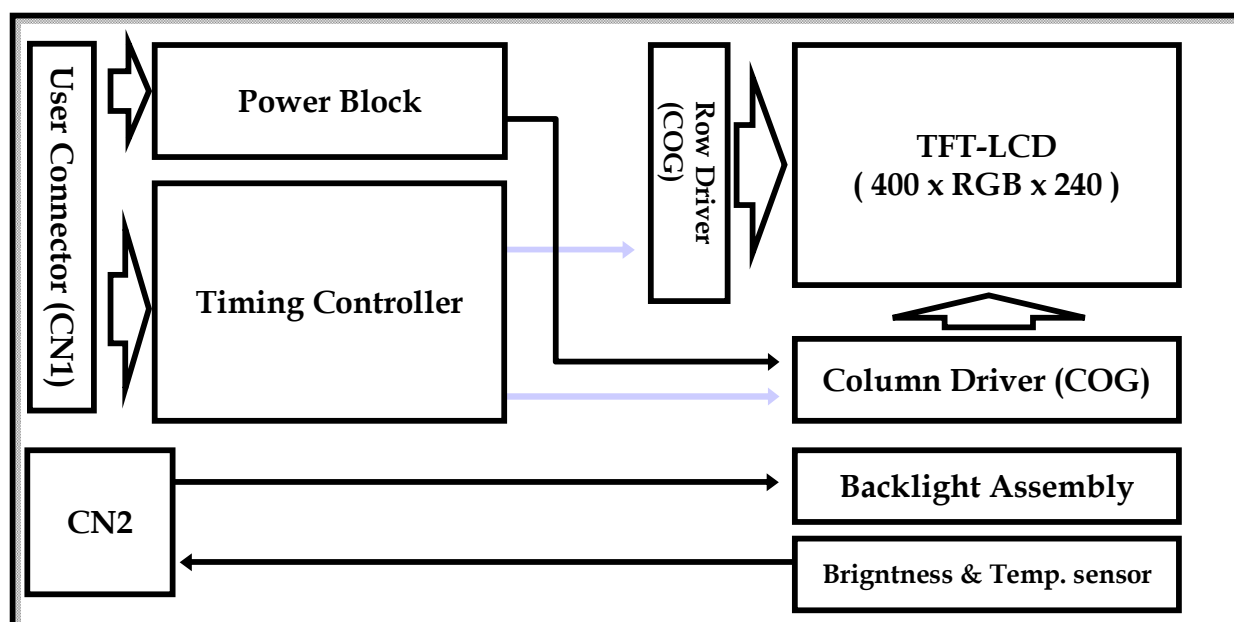 User Connector (CN1)
Power Block
Row Driver
(COG)
TFT-LCD
( 400 x RGB x 240 )
Timing Controller
Column Driver (COG)
CN2
Backlight Assembly
Brigntness & Temp. sensor